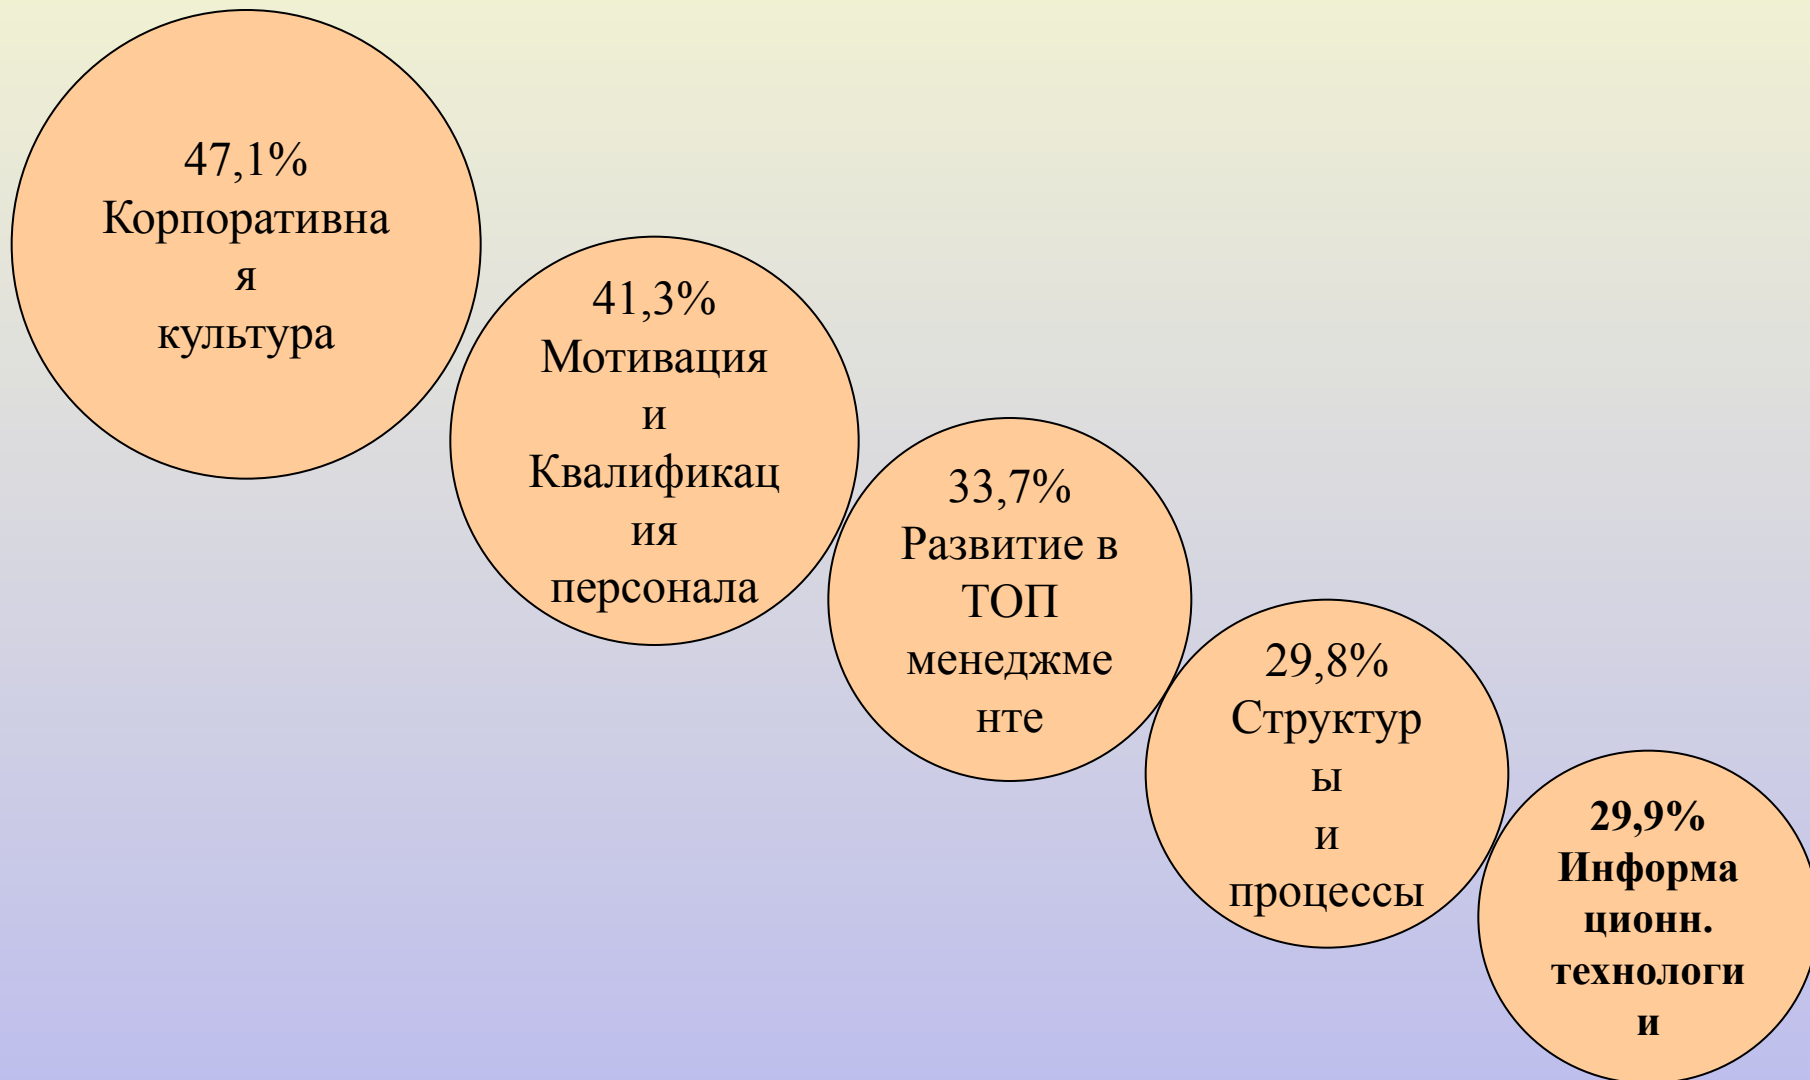 47,1%
Корпоративна
я
культура
41,3%
Мотивация
и
Квалификац
ия
персонала
33,7%
Развитие в
ТОП
менеджме
нте
29,8%
Структур
ы
и
процессы
29,9%
Информа
ционн.
технологи
и